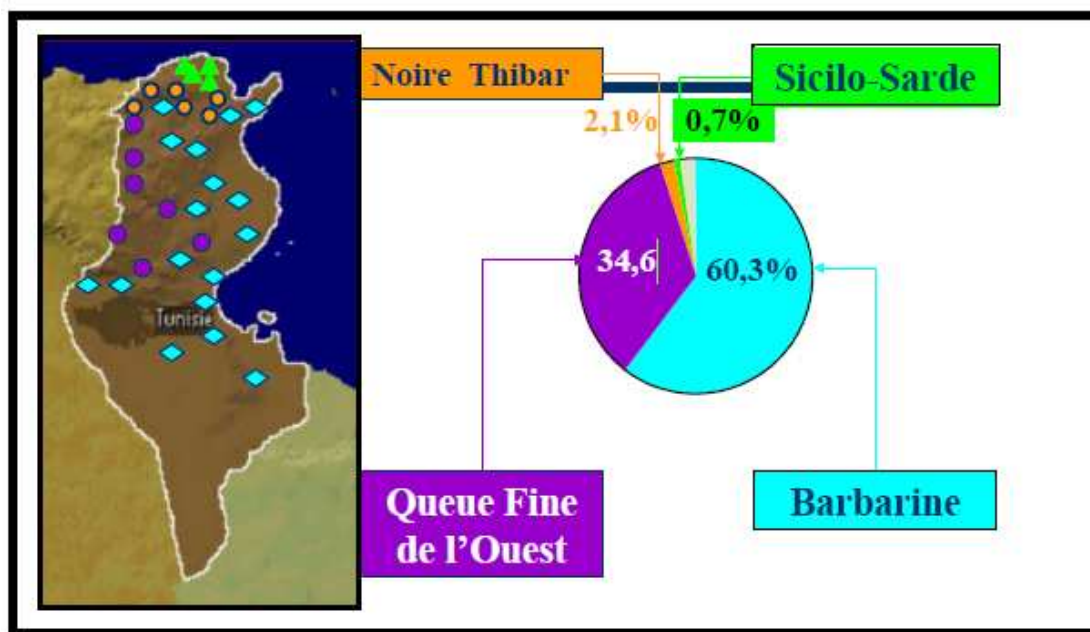 Noire Thibar
Sicilo-Sarde
2,1%
0,7%
34,6
60,3%
Tunisie
Queue Fine
de l’Ouest
Barbarine